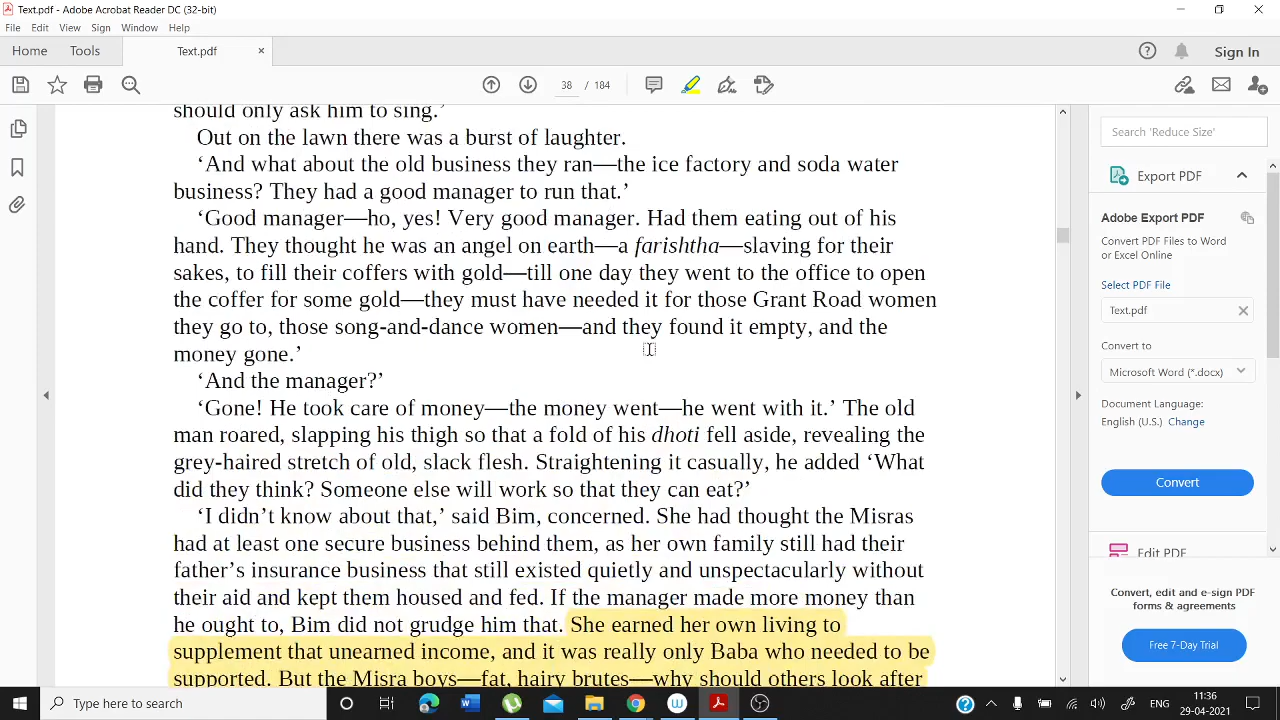 Text.pdf - Adobe Acrobat Reader DC (32-bit)
File Edit View Sign Window Help
Home Tools Text.pdf × Sign In
38 / 184
should only ask him to sing.’
Out on the lawn there was a burst of laughter.
‘And what about the old business they ran—the ice factory and soda water
business? They had a good manager to run that.’
‘Good manager—ho, yes! Very good manager. Had them eating out of his
hand. They thought he was an angel on earth—a farishtha—slaving for their
sakes, to fill their coffers with gold—till one day they went to the office to open
the coffer for some gold—they must have needed it for those Grant Road women
they go to, those song-and-dance women—and they found it empty, and the
money gone.’
‘And the manager?’
‘Gone! He took care of money—the money went—he went with it.’ The old
man roared, slapping his thigh so that a fold of his dhoti fell aside, revealing the
grey-haired stretch of old, slack flesh. Straightening it casually, he added ‘What
did they think? Someone else will work so that they can eat?’
‘I didn’t know about that,’ said Bim, concerned. She had thought the Misras
had at least one secure business behind them, as her own family still had their
father’s insurance business that still existed quietly and unspectacularly without
their aid and kept them housed and fed. If the manager made more money than
he ought to, Bim did not grudge him that. She earned her own living to
supplement that unearned income, and it was really only Baba who needed to be
supported. But the Misra boys—fat, hairy brutes—why should others look after
Search 'Reduce Size'
Export PDF
Adobe Export PDF
Convert PDF Files to Word
or Excel Online
Select PDF File
Text.pdf
Convert to
Microsoft Word (*.docx)
Document Language:
English (U.S.) Change
Convert
Edit PDF
Convert, edit and e-sign PDF
forms & agreements
Free 7-Day Trial
Type here to search
ENG
11:36
29-04-2021